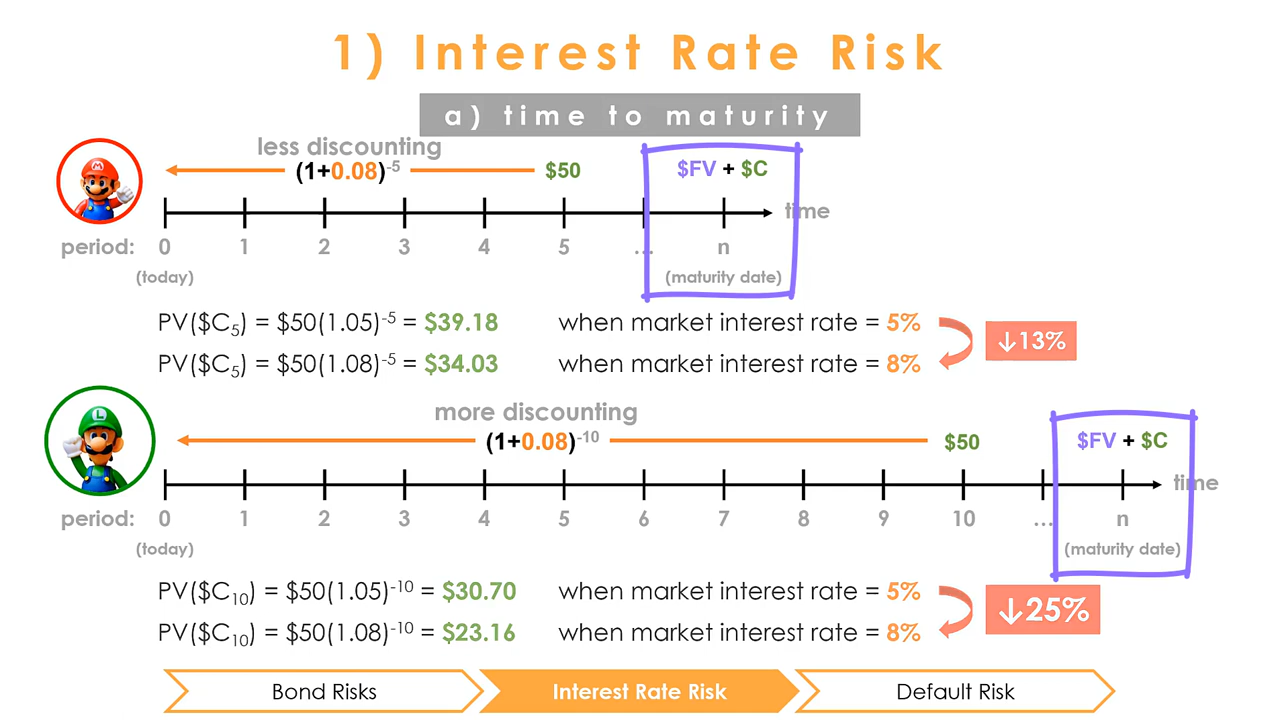 1) Interest Rate Risk
a) time to maturity
less discounting
(1+0.08)-5 $50 $FV + $C
time
period: 0 1 2 3 4 5 ... n
(today) (maturity date)
PV($C5) = $50(1.05)-5 = $39.18 when market interest rate = 5%
↓13%
PV($C5) = $50(1.08)-5 = $34.03 when market interest rate = 8%
L
more discounting
(1+0.08)-10 $50 $FV + $C
time
period: 0 1 2 3 4 5 6 7 8 9 10 ... n
(today) (maturity date)
PV($C10) = $50(1.05)-10 = $30.70 when market interest rate = 5%
↓25%
PV($C10) = $50(1.08)-10 = $23.16 when market interest rate = 8%
Bond Risks Interest Rate Risk Default Risk